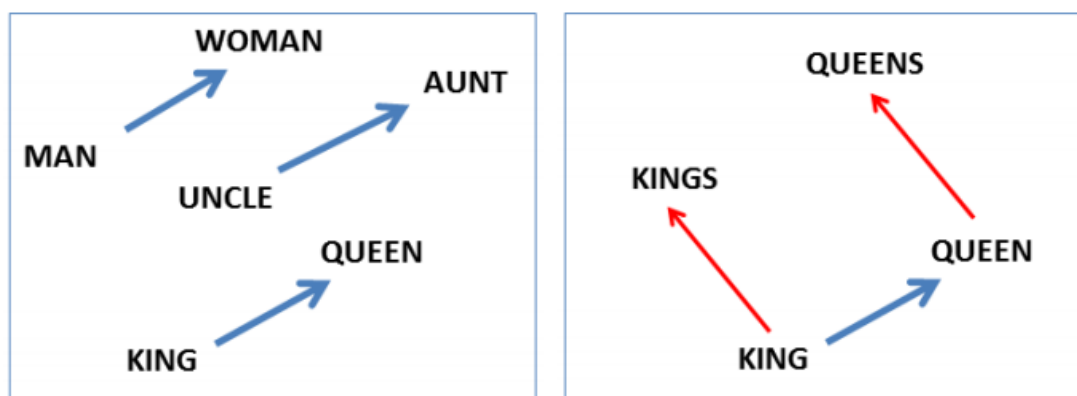 WOMAN
AUNT
MAN
UNCLE
QUEEN
KING
QUEENS
KINGS
QUEEN
KING